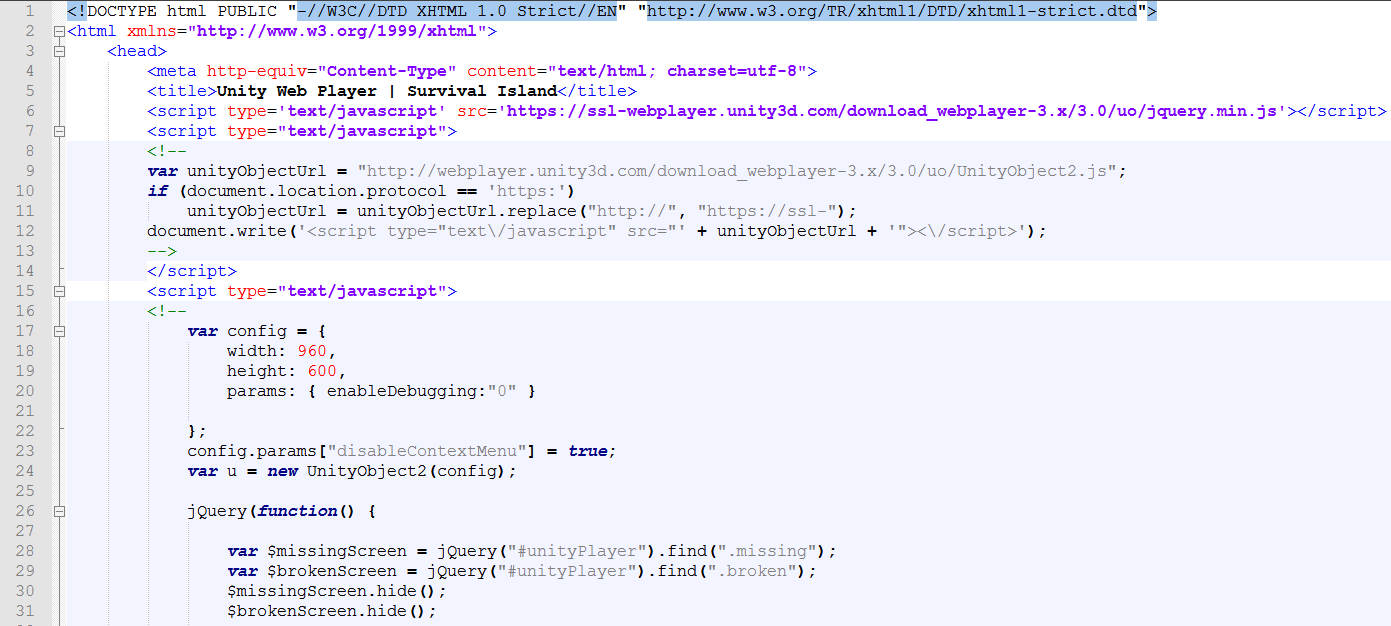 1 <!DOCTYPE html PUBLIC "-//W3C//DTD XHTML 1.0 Strict//EN" "http://www.w3.org/TR/xhtml1/DTD/xhtml1-strict.dtd">
2 <html xmlns="http://www.w3.org/1999/xhtml">
3 <head>
4 <meta http-equiv="Content-Type" content="text/html; charset=utf-8">
5 <title>Unity Web Player | Survival Island</title>
6 <script type='text/javascript' src='https://ssl-webplayer.unity3d.com/download_webplayer-3.x/3.0/uo/jquery.min.js'></script>
7 <script type="text/javascript">
8 <!--
9 var unityObjectUrl = "http://webplayer.unity3d.com/download_webplayer-3.x/3.0/uo/UnityObject2.js";
10 if (document.location.protocol == 'https:')
11 unityObjectUrl = unityObjectUrl.replace("http://", "https://ssl-");
12 document.write('<script type="text\/javascript" src="' + unityObjectUrl + '"><\/script>');
13 -->
14 </script>
15 <script type="text/javascript">
16 <!--
17 var config = {
18 width: 960,
19 height: 600,
20 params: { enableDebugging:"0" }
21
22 };
23 config.params["disableContextMenu"] = true;
24 var u = new UnityObject2(config);
25
26 jQuery(function() {
27
28 var $missingScreen = jQuery("#unityPlayer").find(".missing");
29 var $brokenScreen = jQuery("#unityPlayer").find(".broken");
30 $missingScreen.hide();
31 $brokenScreen.hide();